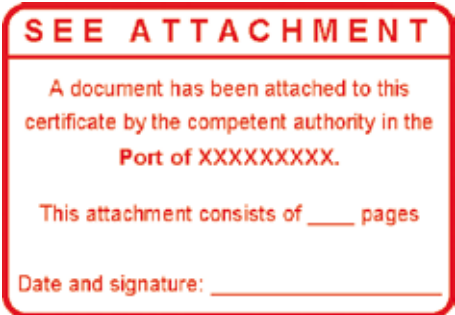 SEE ATTACHMENT
A document has been attached to this
certificate by the competent authority in the
Port of XXXXXXXXX.
This attachment consists of ____ pages
Date and signature: ____________________